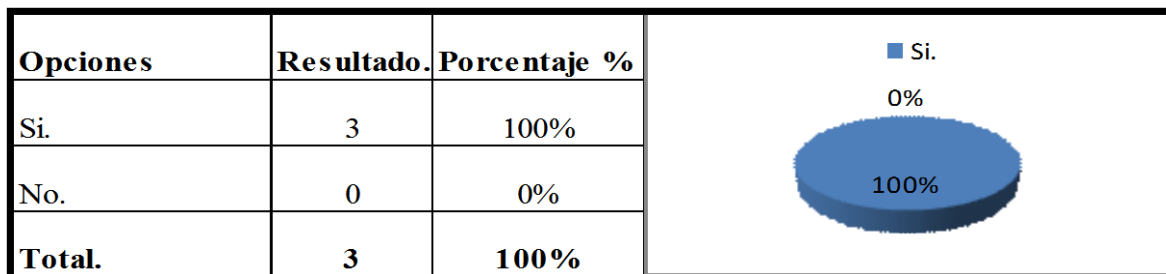 Opciones Resultado. Porcentaje %
Si. 3 100%
No. 0 0%
Total. 3 100%
Si.
0%
100%